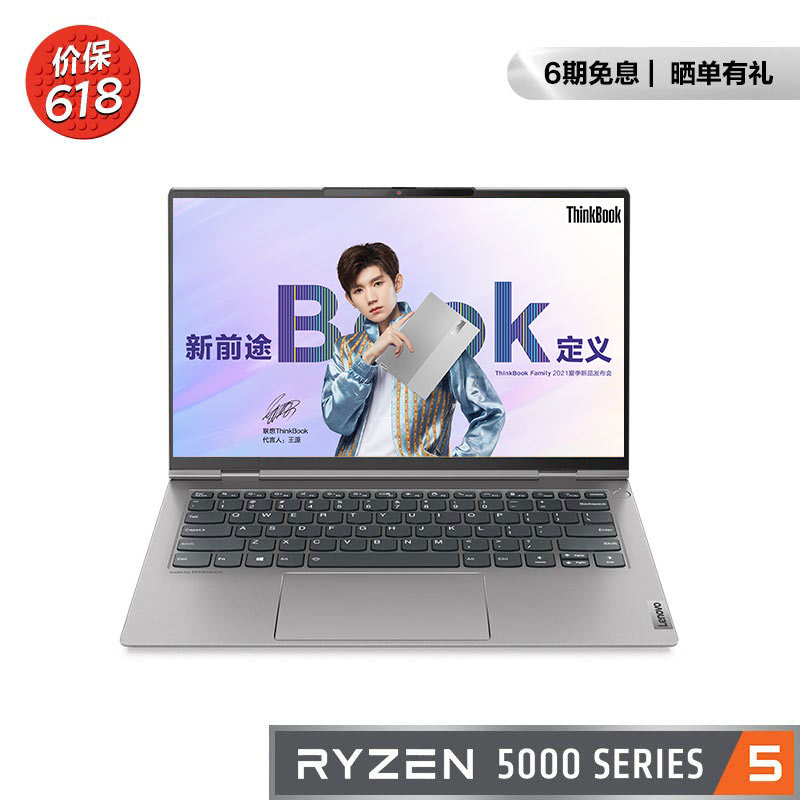 价保
618
6期免息 | 晒单有礼
ThinkBook
新前途 Book 定义
ThinkBook Family 2021夏季新品发布会
联想ThinkBook
代言人：王源
Q W E R T Y U I O P
A S D F G H J K L
Z X C V B N M
Lenovo
RYZEN 5000 SERIES 5